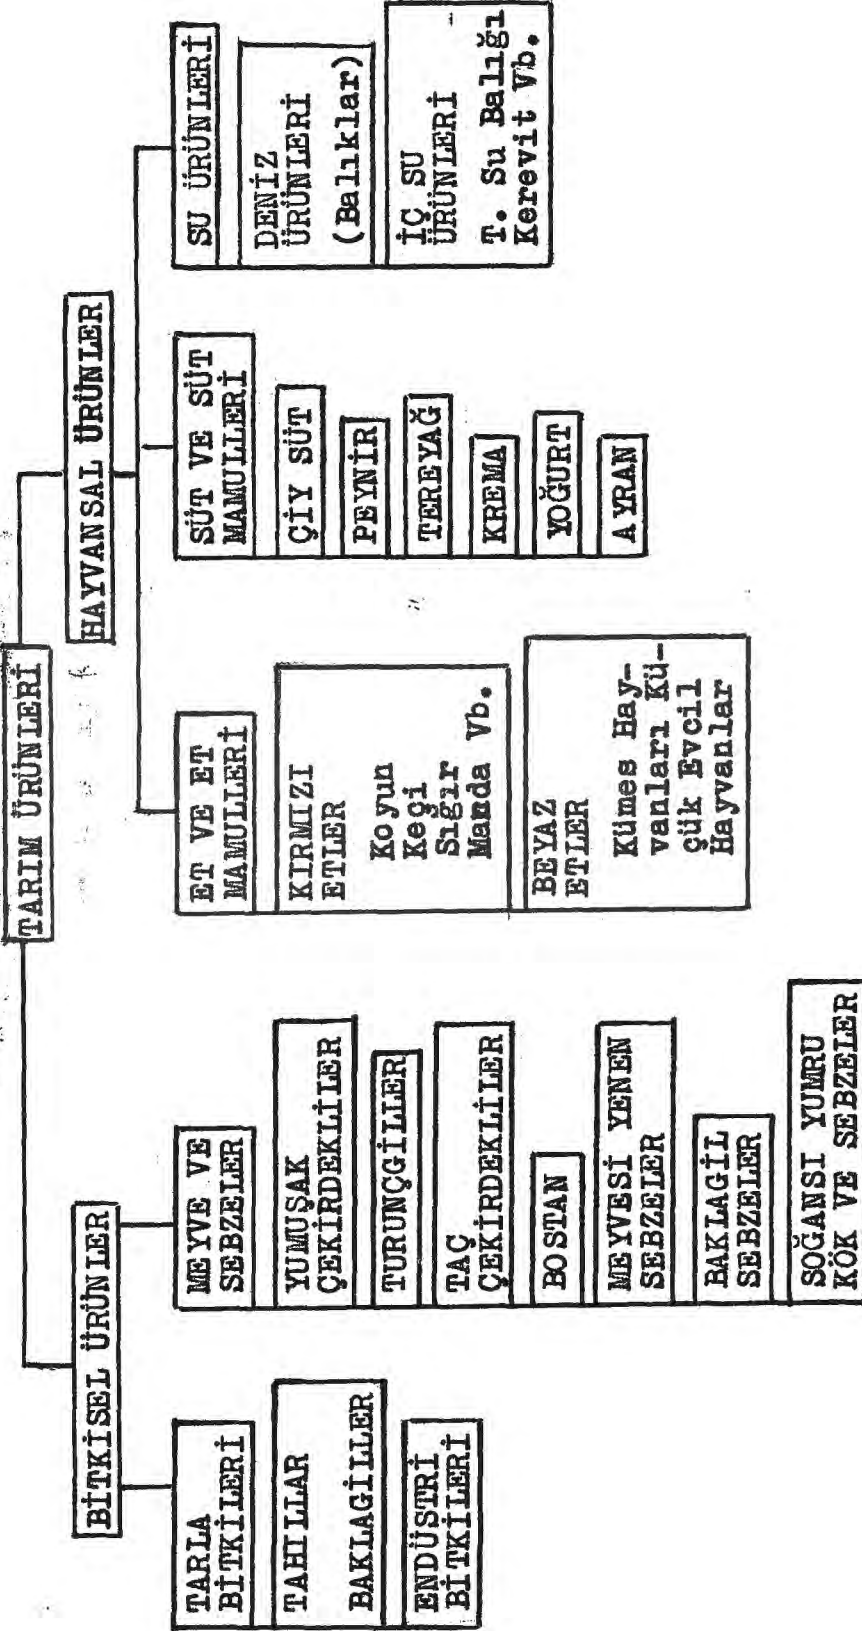 TARIM ÜRÜNLERİ
BİTKİSEL ÜRÜNLER
TARLA
BİTKİLERİ
TAHILLAR
BAKLAGİLLER
ENDÜSTRİ
BİTKİLERİ
MEYVE VE
SEBZELER
YUMUŞAK
ÇEKİRDEKLİLER
TURUNÇGİLLER
TAÇ
ÇEKİRDEKLİLER
BOSTAN
MEYVESİ YENEN
SEBZELER
BAKLAGİL
SEBZELER
SOĞANSI YUMRU
KÖK VE SEBZELER
HAYVANSAL ÜRÜNLER
ET VE ET
MAMULLERİ
KIRMIZI
ETLER
Koyun
Keçi
Sığır
Manda Vb.
BEYAZ
ETLER
Kümes Hay-
vanları Kü-
çük Evcil
Hayvanlar
SÜT VE SÜT
MAMULLERİ
ÇİY SÜT
PEYNİR
TEREYAĞ
KREMA
YOĞURT
AYRAN
SU ÜRÜNLERİ
DENİZ
ÜRÜNLERİ
(Balıklar)
İÇ SU
ÜRÜNLERİ
T. Su Balığı
Kerevit Vb.